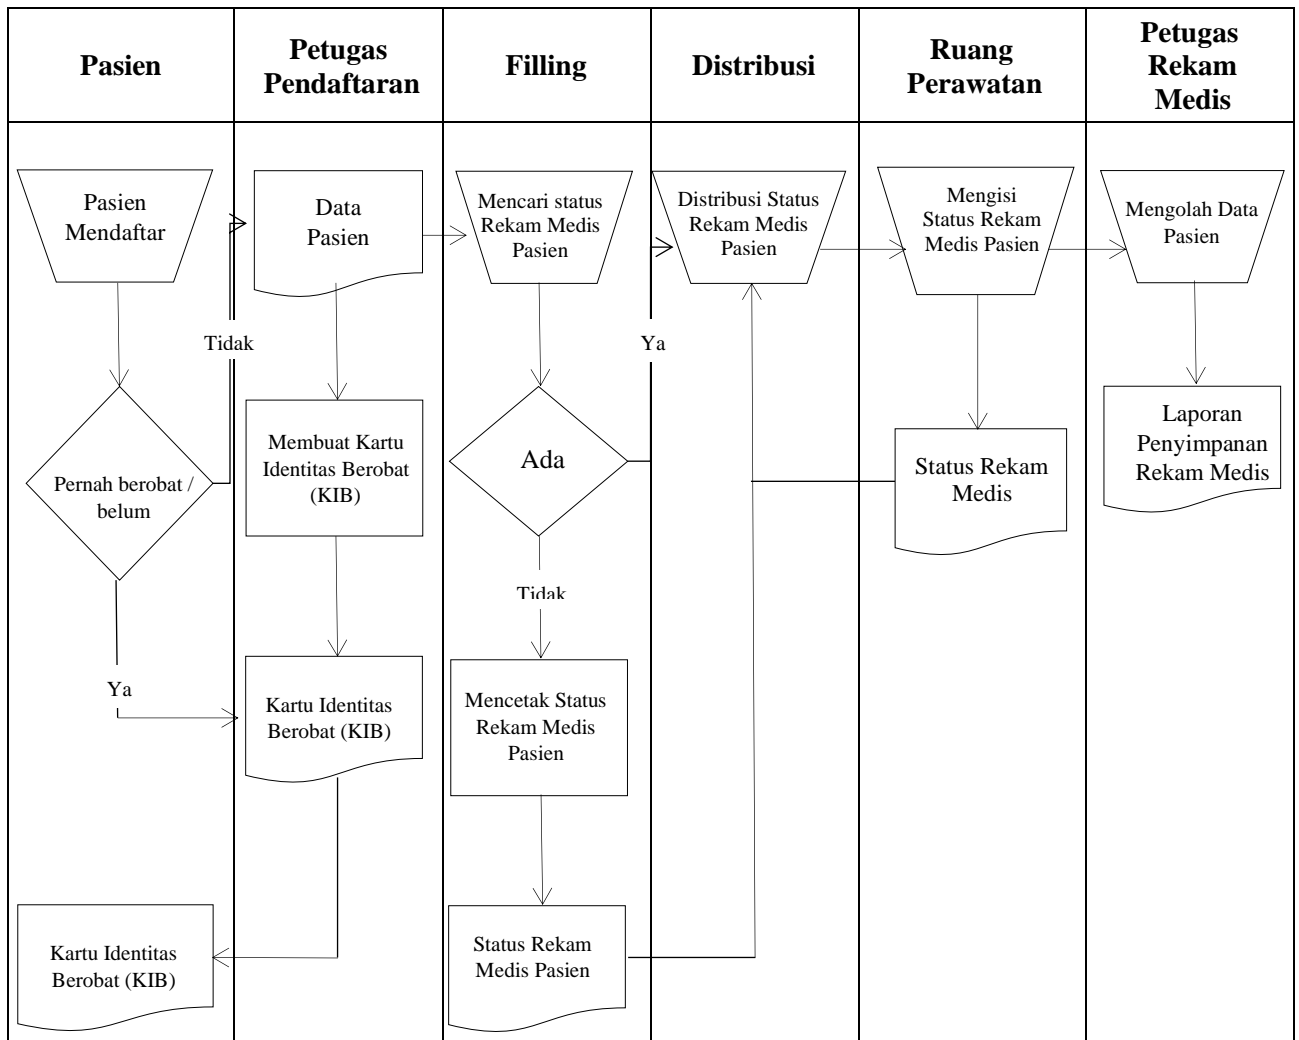 Pasien
Petugas
Pendaftaran
Filling
Distribusi
Ruang
Perawatan
Petugas
Rekam
Medis
Pasien
Mendaftar
Tidak
Pernah berobat /
belum
Ya
Kartu Identitas
Berobat (KIB)
Data
Pasien
Membuat Kartu
Identitas Berobat
(KIB)
Kartu Identitas
Berobat (KIB)
Mencari status
Rekam Medis
Pasien
Ada
Ya
Tidak
Mencetak Status
Rekam Medis
Pasien
Status Rekam
Medis Pasien
Distribusi Status
Rekam Medis
Pasien
Mengisi
Status Rekam
Medis Pasien
Status Rekam
Medis
Mengolah Data
Pasien
Laporan
Penyimpanan
Rekam Medis